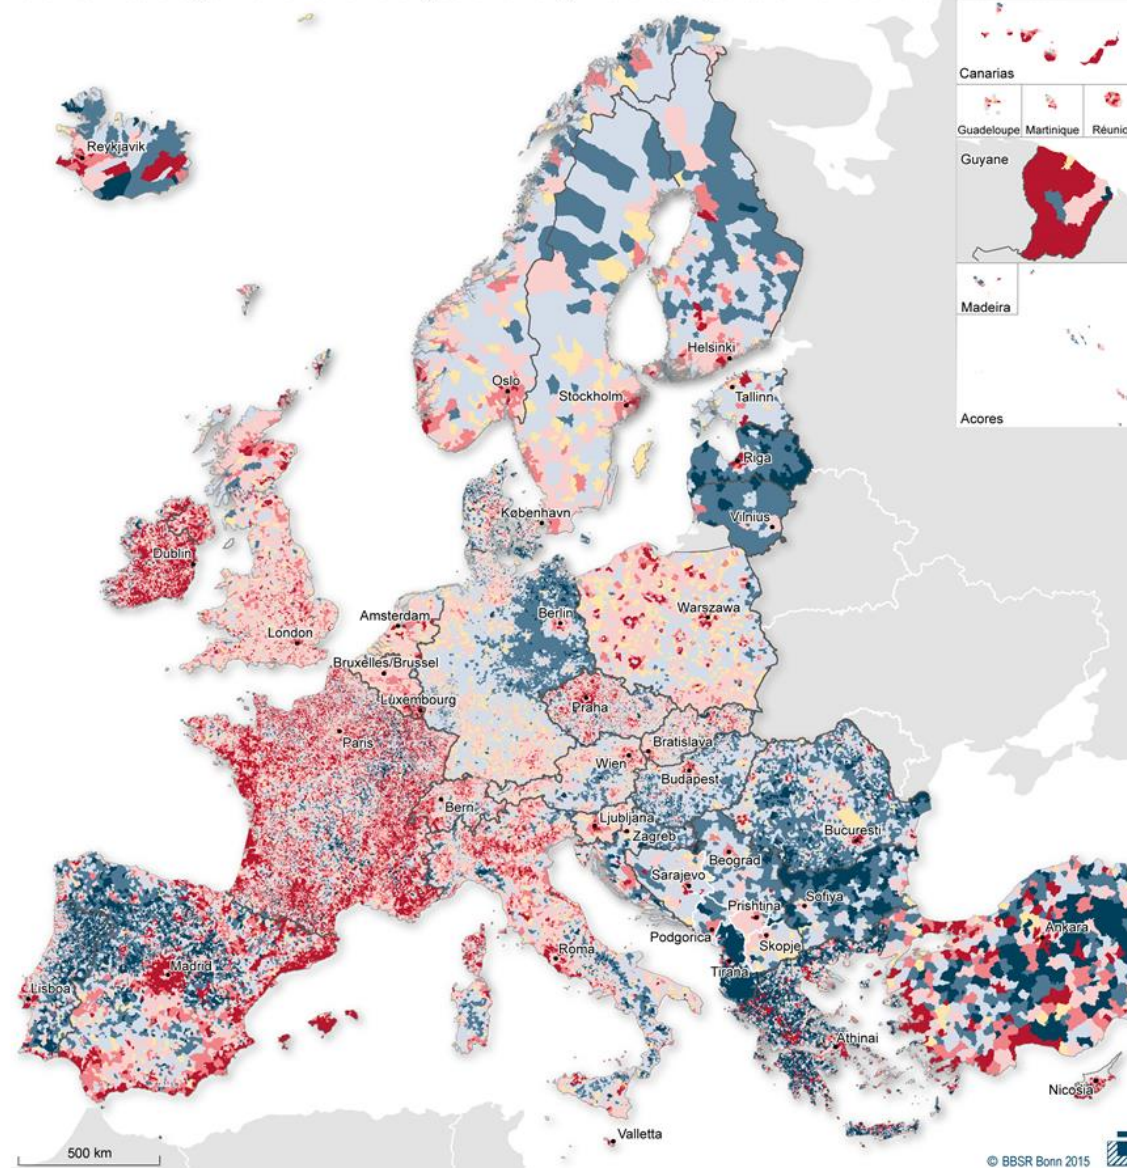 Canarias
Guadeloupe
Martinique
Réunio
Guyane
Madeira
Acores
Reykjavik
Helsinki
Oslo
Stockholm
Tallinn
Riga
København
Vilnius
Dublin
Amsterdam
Berlin
Warszawa
London
Bruxelles/Brussel
Luxembourg
Praha
Paris
Bratislava
Wien
Budapest
Bern
Ljubljana
Zagreb
Bucuresti
Beograd
Sarajevo
Prishtina
Sofiya
Podgorica
Skopje
Ankara
Roma
Tirana
Madrid
Lisboa
Athinai
Nicosia
Valletta
500 km
© BBSR Bonn 2015